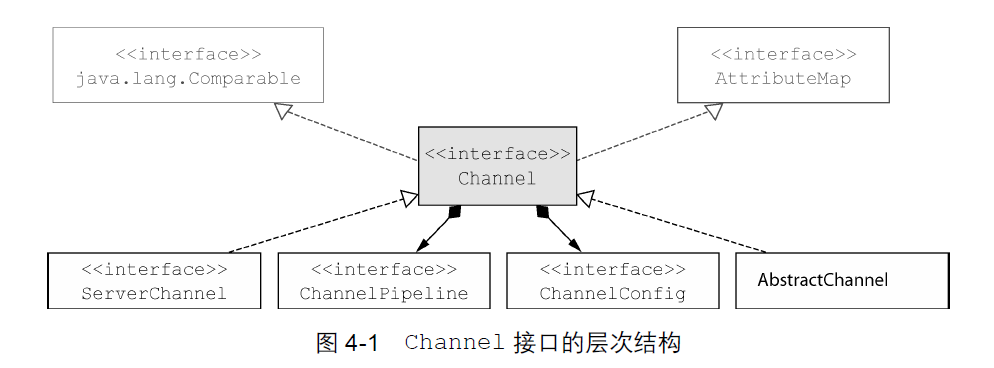 <<interface>>
java.lang.Comparable
<<interface>>
AttributeMap
<<interface>>
Channel
<<interface>>
ServerChannel
<<interface>>
ChannelPipeline
<<interface>>
ChannelConfig
AbstractChannel
图 4-1 Channel 接口的层次结构